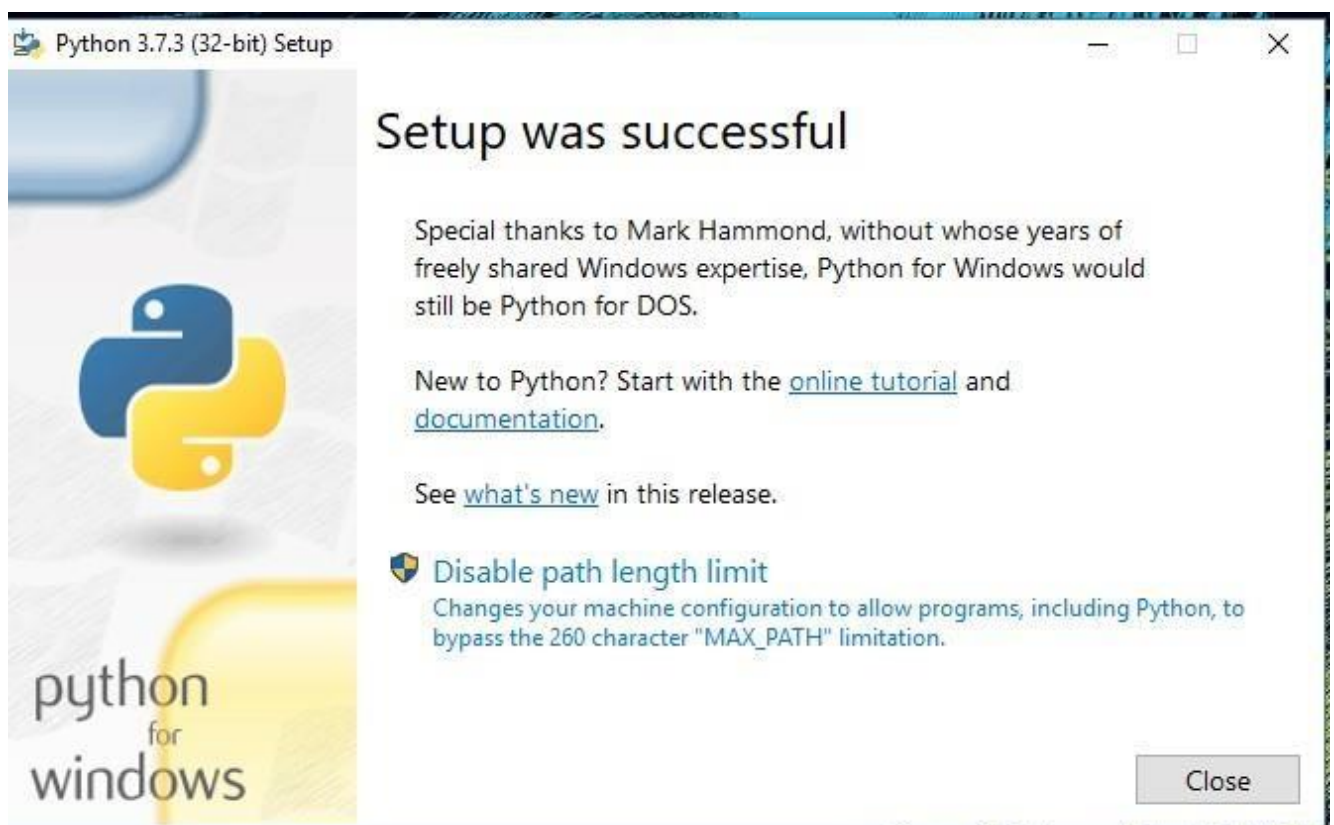 Python 3.7.3 (32-bit) Setup
Setup was successful
Special thanks to Mark Hammond, without whose years of
freely shared Windows expertise, Python for Windows would
still be Python for DOS.
New to Python? Start with the online tutorial and
documentation.
See what's new in this release.
Disable path length limit
Changes your machine configuration to allow programs, including Python, to
bypass the 260 character "MAX_PATH" limitation.
python
for
windows
Close